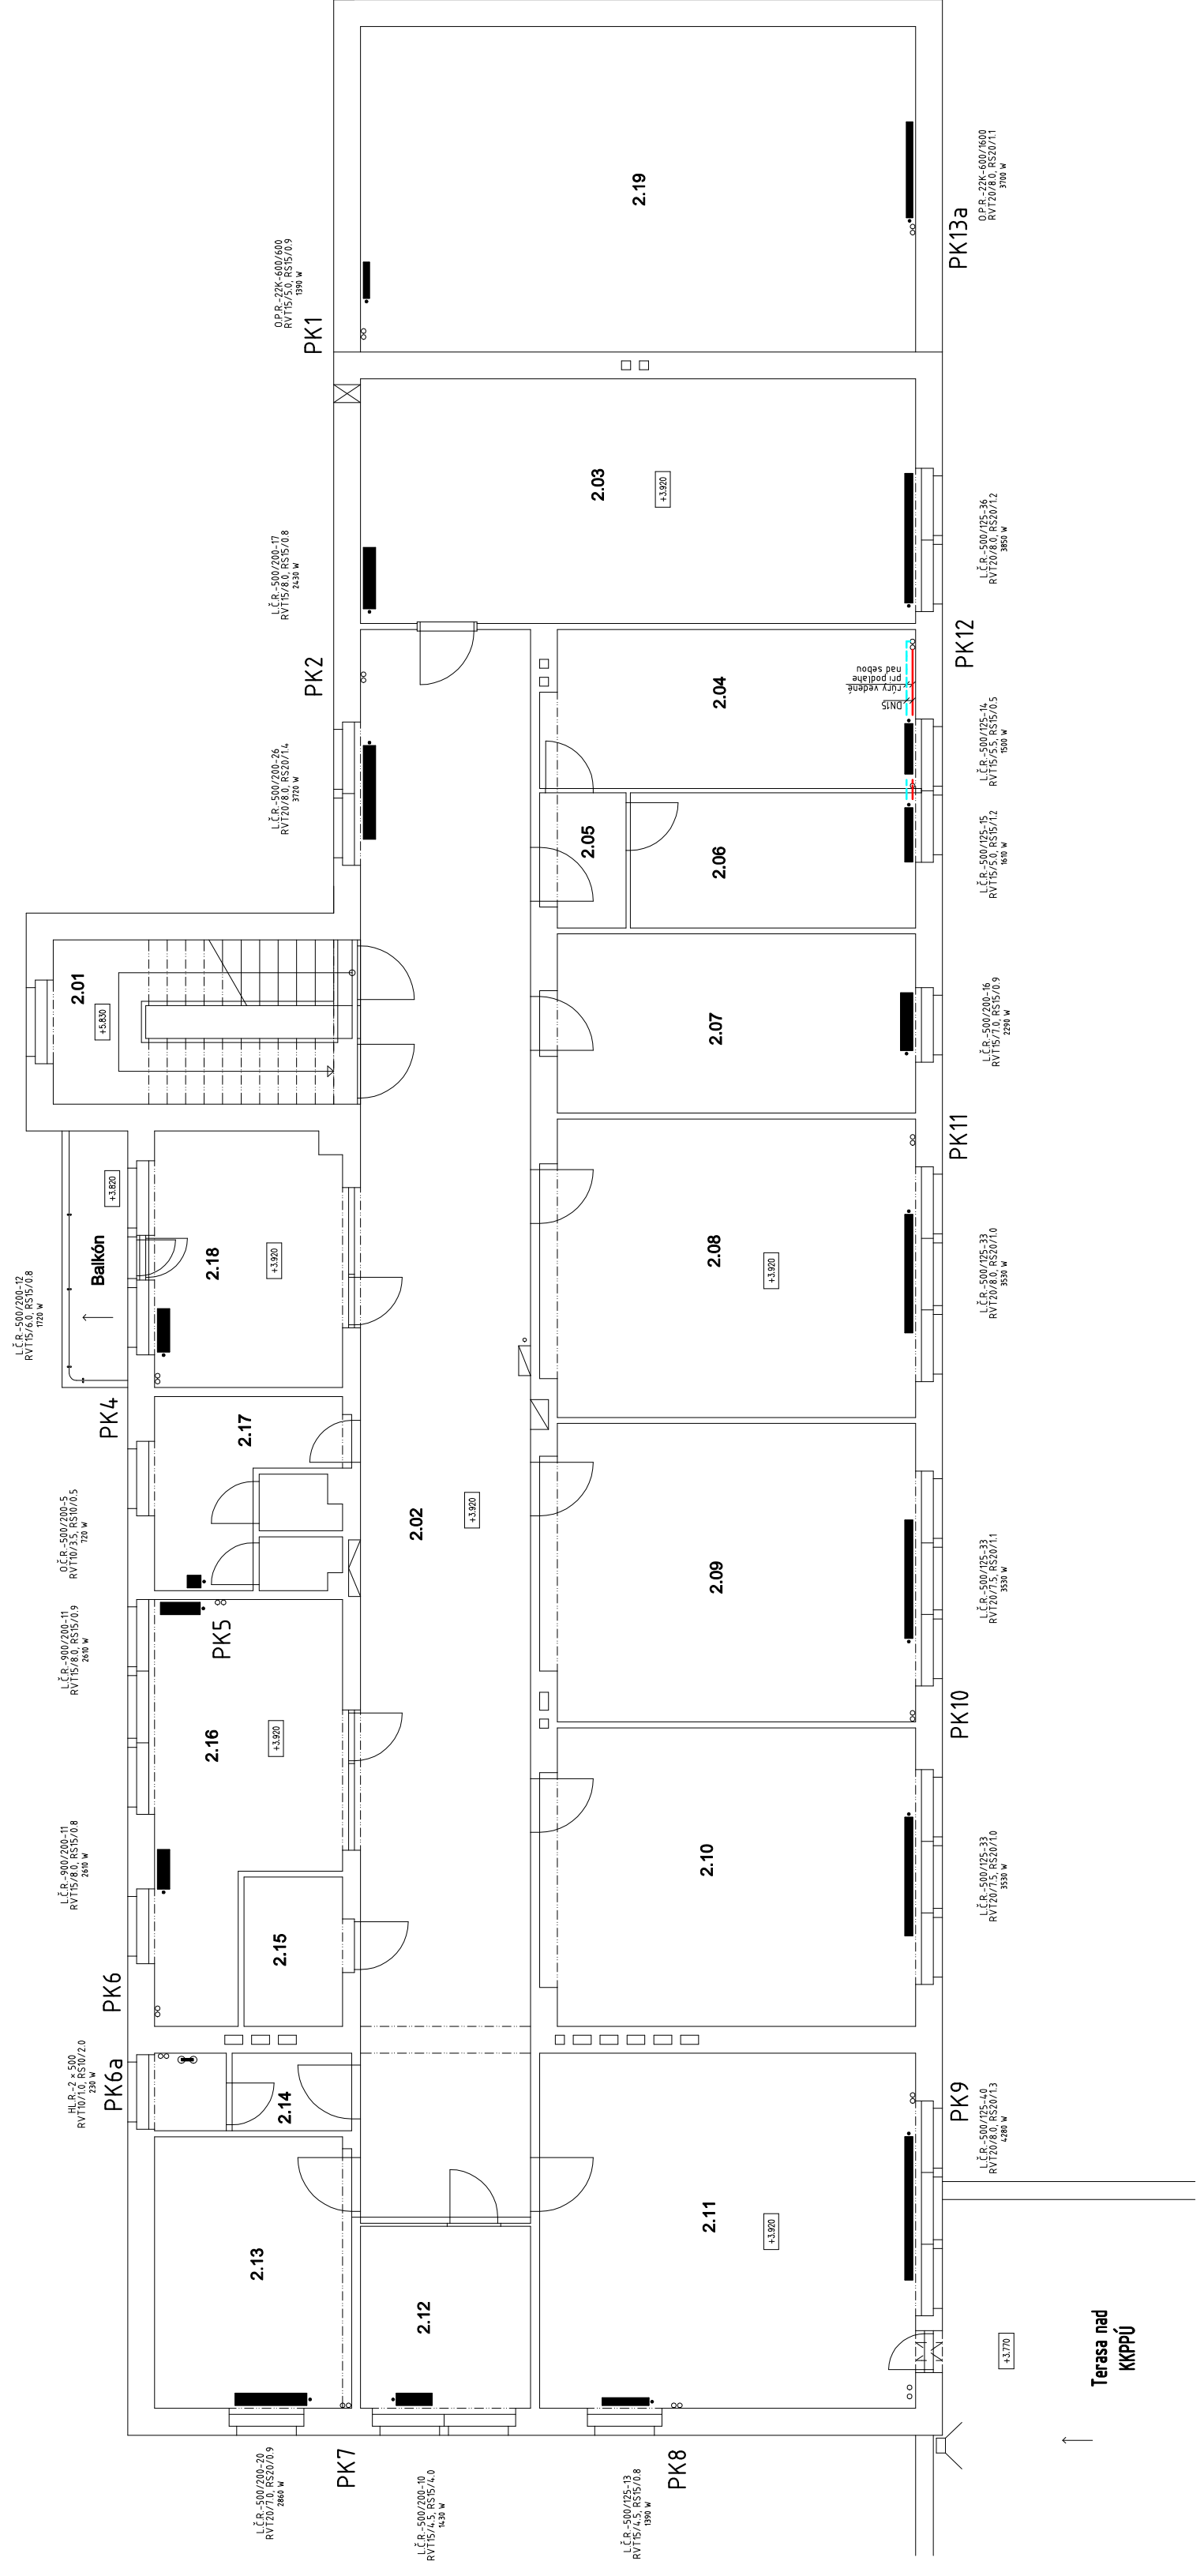 O.P.R.-22K-600/1600
RVT20/8.0, RS20/1.1
3700 W
PK13a
2.19
O.P.R.-22K-600/600
RVT15/5.0, RS15/0.9
1390 W
PK1
2.03
+3.920
L.Č.R.-500/200-17
RVT15/8.0, RS15/0.8
2430 W
L.Č.R.-500/125-36
RVT20/8.0, RS20/1.2
3850 W
PK2
PK12
2.04
DN15
rúry vedené
pri podlahe
nad sebou
L.Č.R.-500/200-26
RVT20/8.0, RS20/1.4
3720 W
L.Č.R.-500/125-14
RVT15/5.5, RS15/0.5
1500 W
2.05
2.06
L.Č.R.-500/125-15
RVT15/5.0, RS15/1.2
1610 W
2.01
+5.830
2.07
L.Č.R.-500/200-16
RVT15/7.0, RS15/0.9
2290 W
PK11
+3.820
Balkón
2.18
+3.920
L.Č.R.-500/200-12
RVT15/6.0, RS15/0.8
1720 W
2.08
+3.920
L.Č.R.-500/125-33
RVT20/8.0, RS20/1.0
3530 W
PK4
2.17
2.02
+3.920
O.Č.R.-500/200-5
RVT10/3.5, RS10/0.5
720 W
2.09
L.Č.R.-500/125-33
RVT20/7.5, RS20/1.1
3530 W
L.Č.R.-900/200-11
RVT15/8.0, RS15/0.9
2610 W
PK5
PK10
2.16
+3.920
L.Č.R.-900/200-11
RVT15/8.0, RS15/0.8
2610 W
2.10
L.Č.R.-500/125-33
RVT20/7.5, RS20/1.0
3530 W
2.15
PK6
HL.R.-2 × 500
RVT10/1.0, RS10/2.0
230 W
PK6a
2.14
PK9
L.Č.R.-500/125-40
RVT20/8.0, RS20/1.3
4280 W
2.13
2.12
2.11
+3.920
+3.770
Terasa nad
KKPPÚ
L.Č.R.-500/200-20
RVT20/7.0, RS20/0.9
2860 W
PK7
L.Č.R.-500/200-10
RVT15/4.5, RS15/4.0
1430 W
L.Č.R.-500/125-13
RVT15/4.5, RS15/0.8
1390 W
PK8